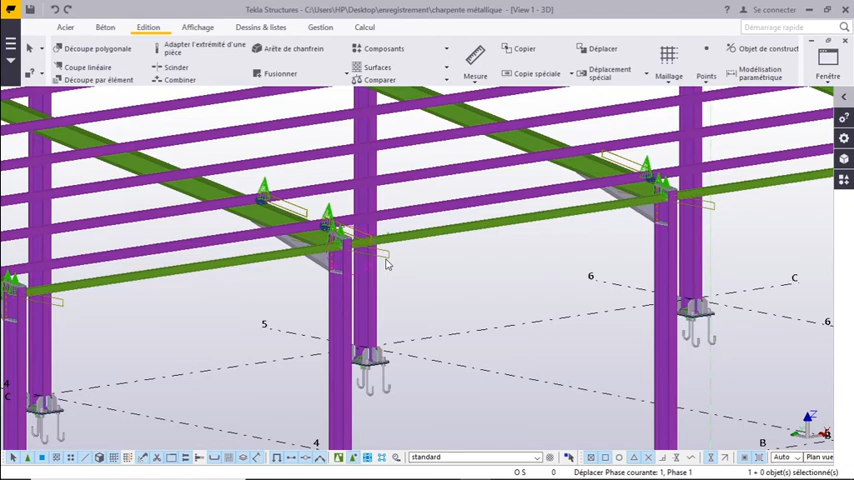 Tekla Structures - C:\Users\HP\Desktop\enregistrement\charpente métallique - [View 1 - 3D]
Se connecter
Acier Béton Edition Affichage Dessins & listes Gestion Calcul
Recherche rapide
Découpe polygonale
Coupe linéaire
Découpe par élément
Adapter l'extrémité d'une pièce
Scinder
Combiner
Arête de chanfrein
Fusionner
Composants
Surfaces
Comparer
Mesure
Copier
Copie spéciale
Déplacer
Déplacement spécial
Maillage
Points
Objet de construct
Modélisation paramétrique
Fenêtre
6
C
5
.6
4
C
4
B
B
Z
standard
Auto
Plan vue
O S
0
Déplacer Phase courante: 1, Phase 1
1 + 0 objet(s) sélectionné(s)